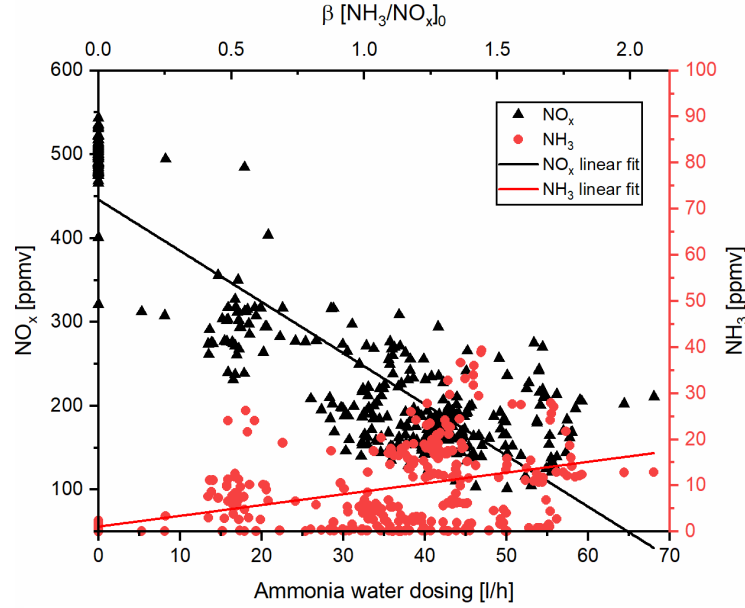 β [NH₃/NOₓ]₀
0.0 0.5 1.0 1.5 2.0
600 500 400 300 200 100
NOₓ [ppmv]
100 90 80 70 60 50 40 30 20 10 0
NH₃ [ppmv]
NOₓ
NH₃
NOₓ linear fit
NH₃ linear fit
0 10 20 30 40 50 60 70
Ammonia water dosing [l/h]